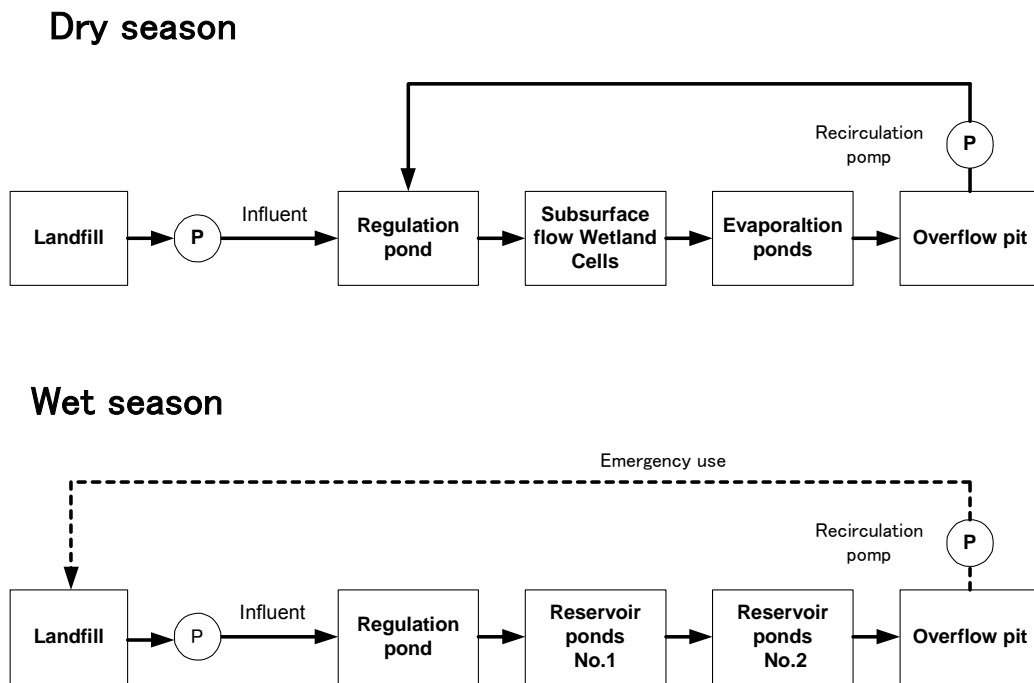 Dry season
Recirculation
pomp
P
Landfill
P
Influent
Regulation
pond
Subsurface
flow Wetland
Cells
Evaporaltion
ponds
Overflow pit
Wet season
Emergency use
Recirculation
pomp
P
Landfill
P
Influent
Regulation
pond
Reservoir
ponds
No.1
Reservoir
ponds
No.2
Overflow pit